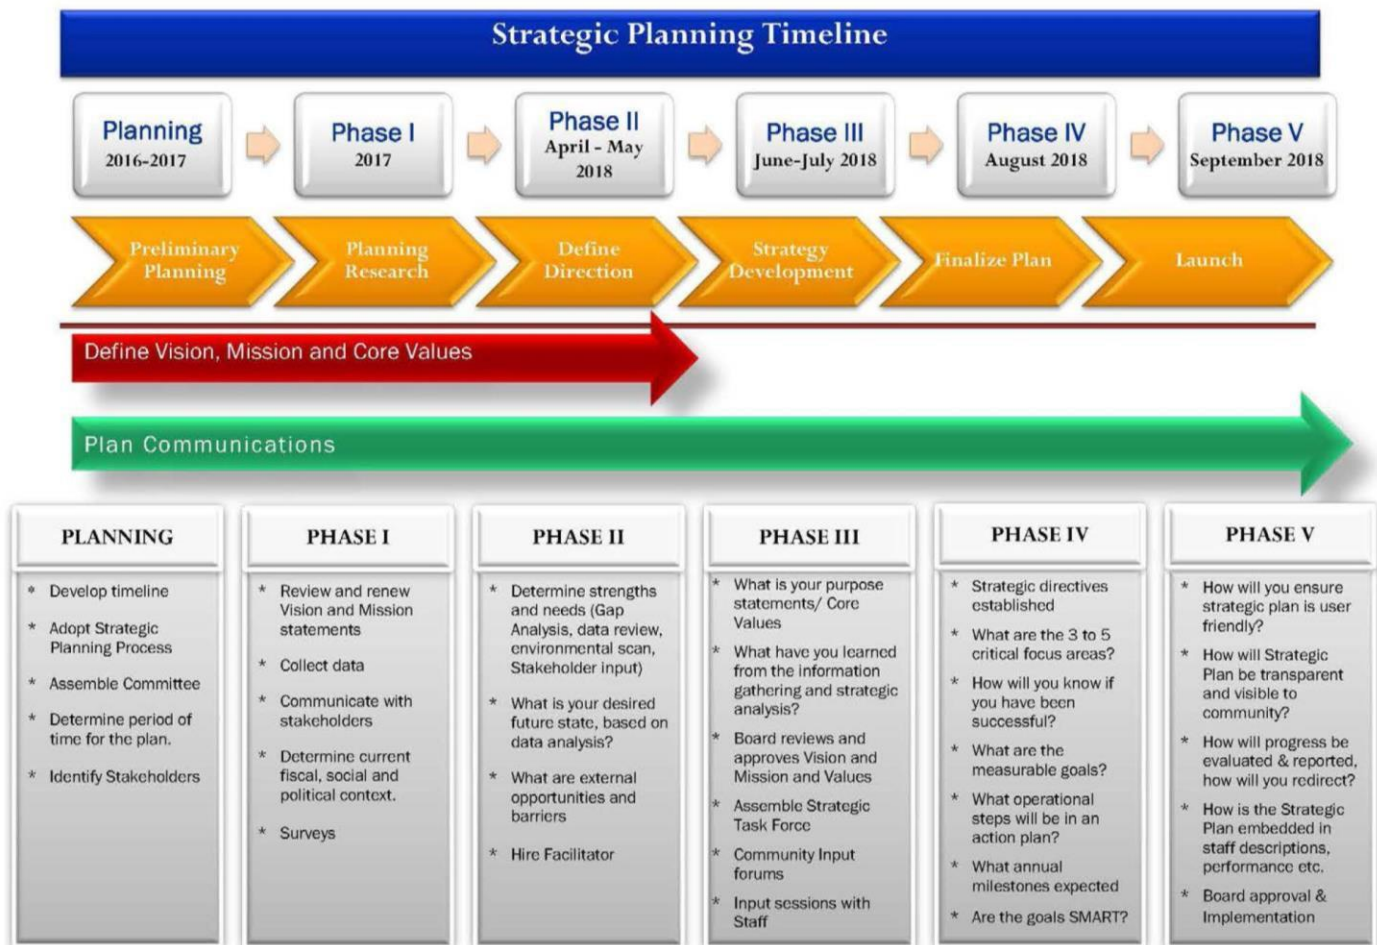 Strategic Planning Timeline
Planning
2016-2017
Phase I
2017
Phase II
April - May
2018
Phase III
June-July 2018
Phase IV
August 2018
Phase V
September 2018
Preliminary
Planning
Planning
Research
Define
Direction
Strategy
Development
Finalize Plan
Launch
Define Vision, Mission and Core Values
Plan Communications
PLANNING
* Develop timeline
* Adopt Strategic
Planning Process
* Assemble Committee
* Determine period of
time for the plan.
* Identify Stakeholders
PHASE I
* Review and renew
Vision and Mission
statements
* Collect data
* Communicate with
stakeholders
* Determine current
fiscal, social and
political context.
* Surveys
PHASE II
* Determine strengths
and needs (Gap
Analysis, data review,
environmental scan,
Stakeholder input)
* What is your desired
future state, based on
data analysis?
* What are external
opportunities and
barriers
* Hire Facilitator
PHASE III
* What is your purpose
statements/ Core
Values
* What have you learned
from the information
gathering and strategic
analysis?
* Board reviews and
approves Vision and
Mission and Values
* Assemble Strategic
Task Force
* Community Input
forums
* Input sessions with
Staff
PHASE IV
* Strategic directives
established
* What are the 3 to 5
critical focus areas?
* How will you know if
you have been
successful?
* What are the
measurable goals?
* What operational
steps will be in an
action plan?
* What annual
milestones expected
* Are the goals SMART?
PHASE V
* How will you ensure
strategic plan is user
friendly?
* How will Strategic
Plan be transparent
and visible to
community?
* How will progress be
evaluated & reported,
how will you redirect?
* How is the Strategic
Plan embedded in
staff descriptions,
performance etc.
* Board approval &
Implementation